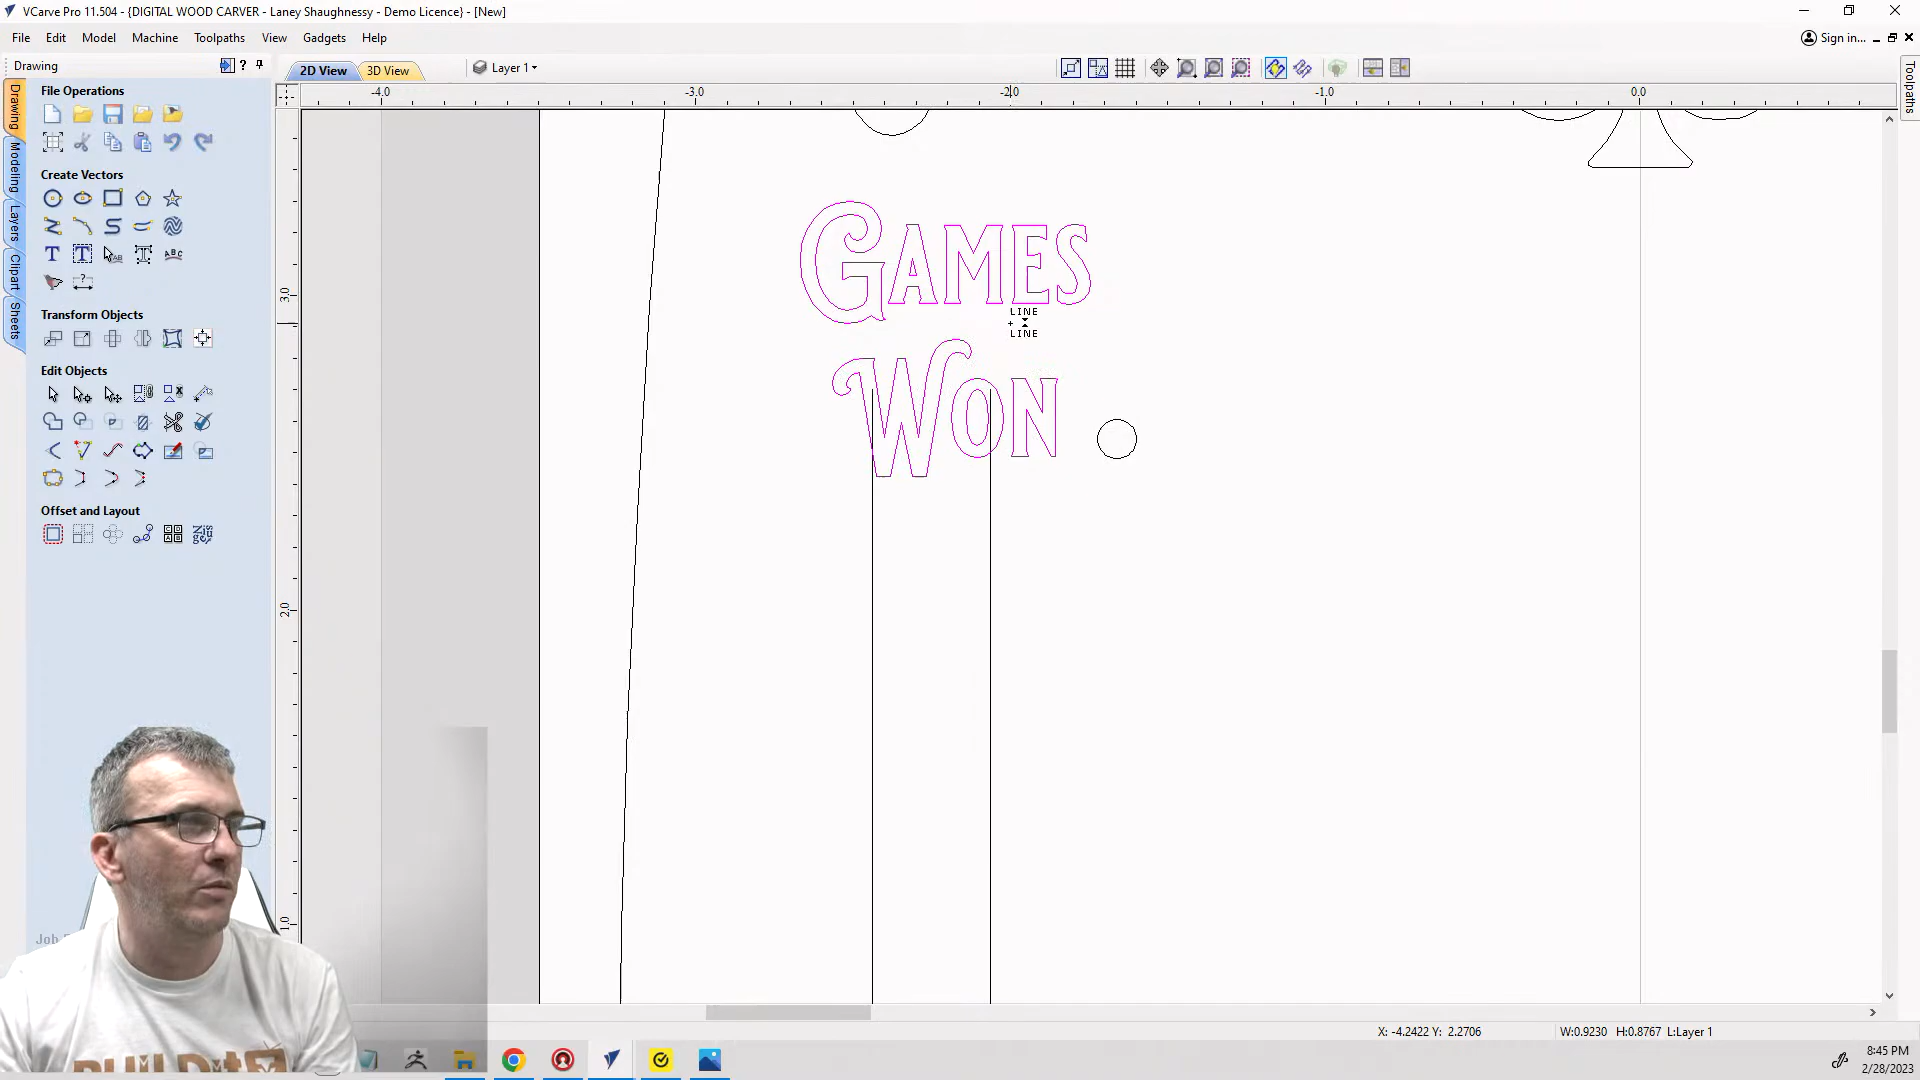 VCarve Pro 11.504 - {DIGITAL WOOD CARVER - Laney Shaughnessy - Demo Licence} - [New]
File Edit Model Machine Toolpaths View Gadgets Help
Sign in...
Drawing
2D View
3D View
Layer 1
File Operations
Create Vectors
Transform Objects
Edit Objects
Offset and Layout
Drawing
Modeling
Layers
Clipart
Sheets
Toolpaths
-4.0 -3.0 -2.0 -1.0 0.0
3.0
2.0
1.0
GAMES
LINE
LINE
WON
Job
X: -4.2422 Y: 2.2706
W:0.9230 H:0.8767 L:Layer 1
8:45 PM
2/28/2023